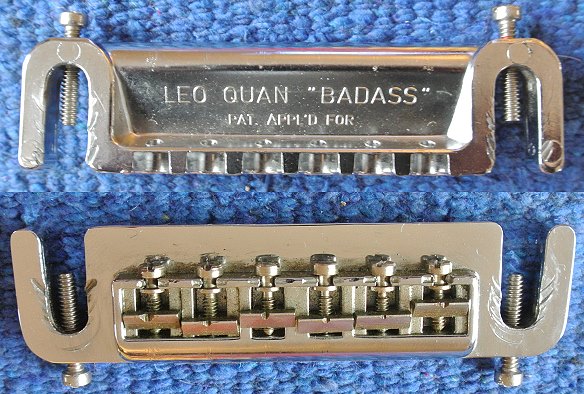 LEO QUAN "BADASS"
PAT. APPL'D FOR